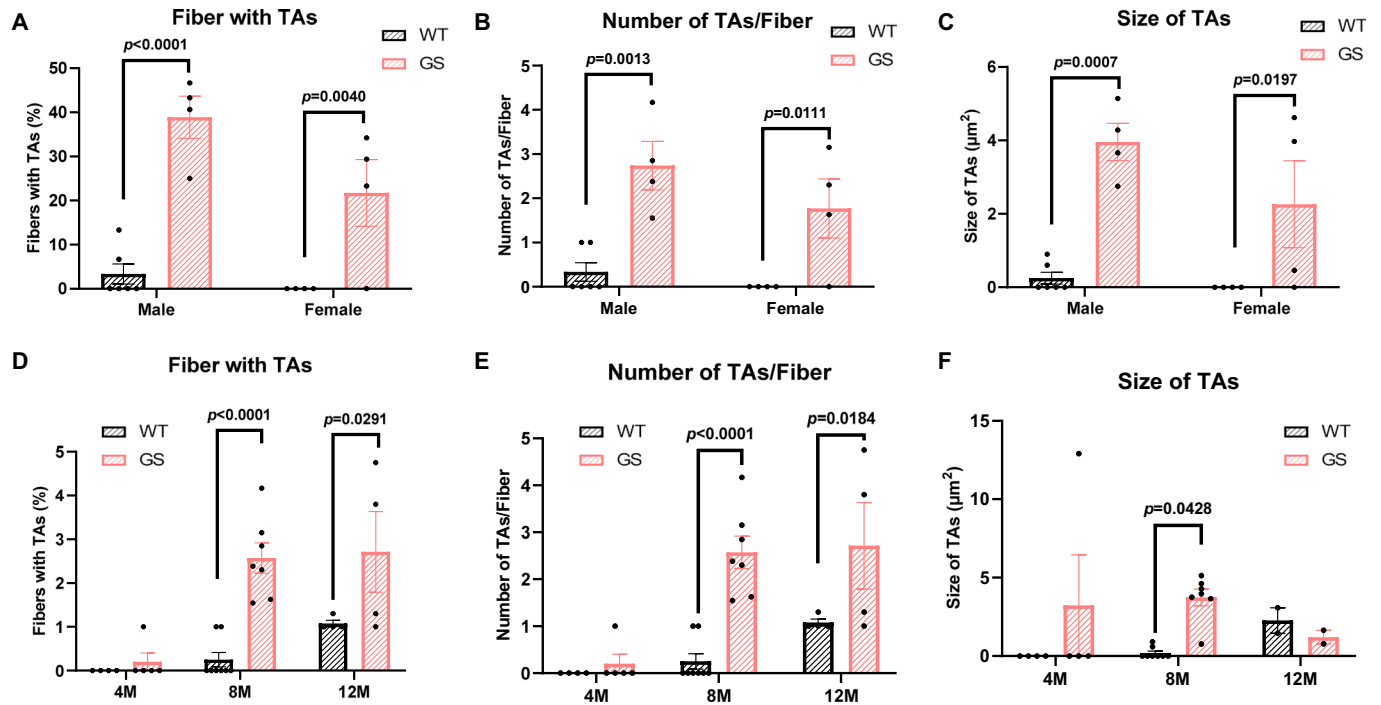 A
Fiber with TAs
WT
GS
p<0.0001
p=0.0040
Fibers with TAs (%)
50
40
30
20
10
0
Male
Female
B
Number of TAs/Fiber
WT
GS
p=0.0013
p=0.0111
Number of TAs/Fiber
5
4
3
2
1
0
Male
Female
C
Size of TAs
WT
GS
p=0.0007
p=0.0197
Size of TAs (µm²)
6
4
2
0
Male
Female
D
Fiber with TAs
WT
GS
p<0.0001
p=0.0291
Fibers with TAs (%)
5
4
3
2
1
0
4M
8M
12M
E
Number of TAs/Fiber
WT
GS
p<0.0001
p=0.0184
Number of TAs/Fiber
5
4
3
2
1
0
4M
8M
12M
F
Size of TAs
WT
GS
p=0.0428
Size of TAs (µm²)
15
10
5
0
4M
8M
12M